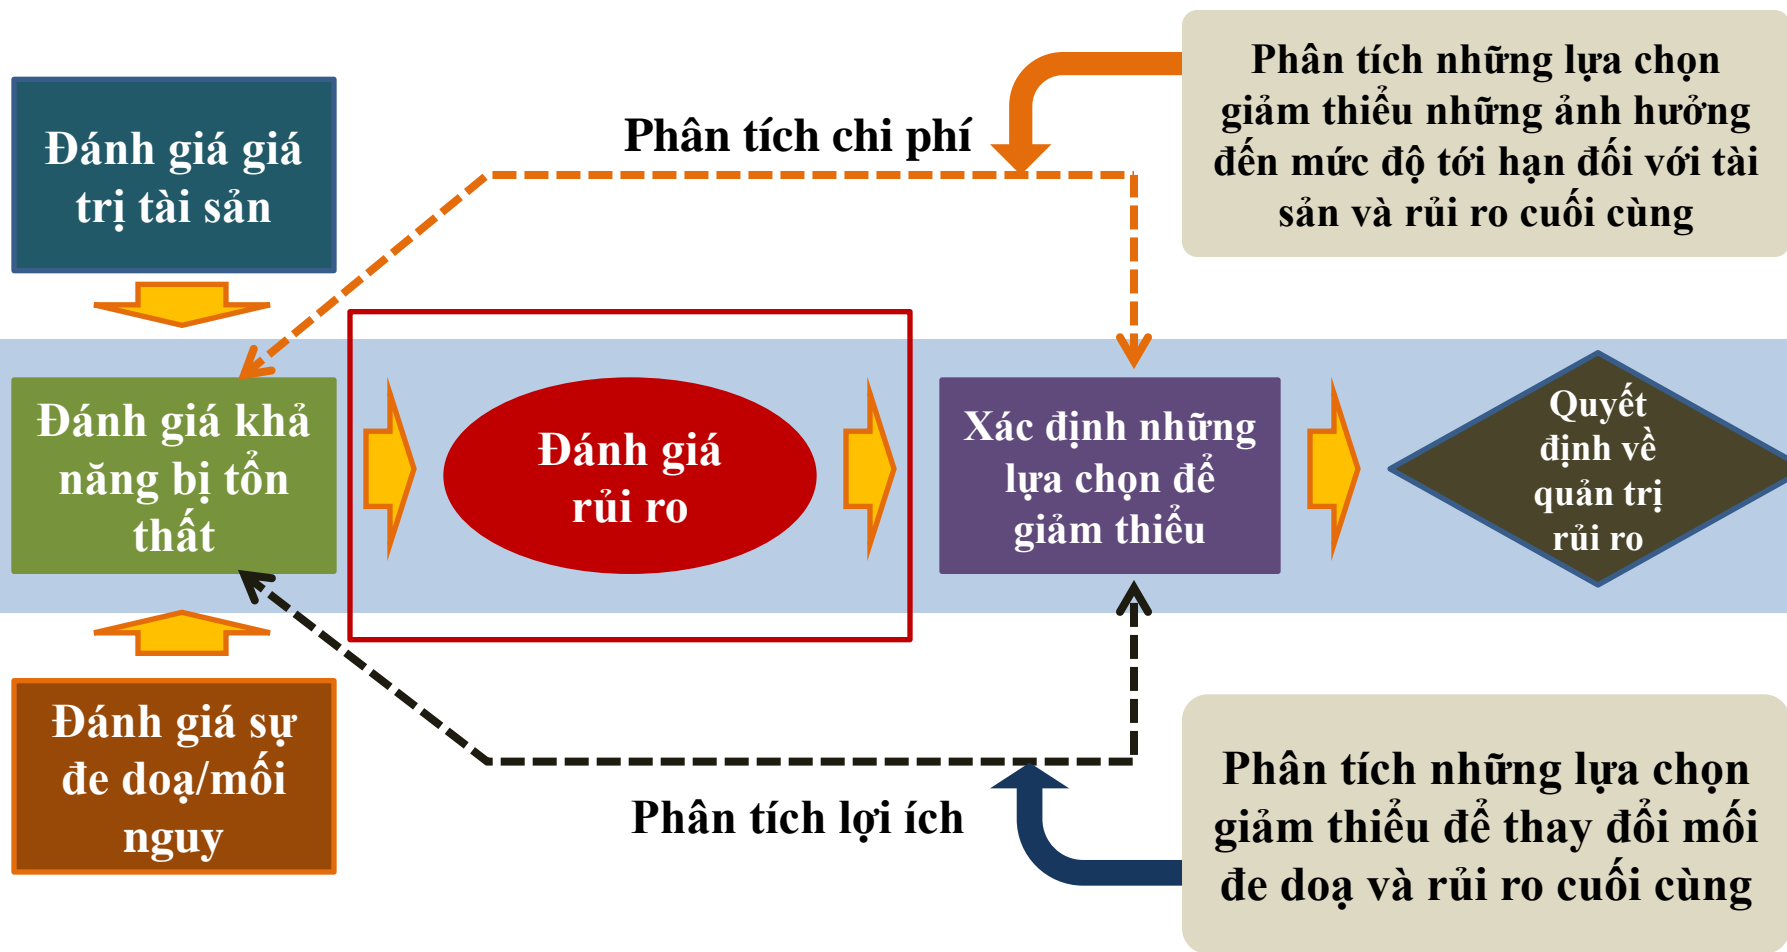 Đánh giá giá
trị tài sản
Phân tích chi phí
Phân tích những lựa chọn
giảm thiểu những ảnh hưởng
đến mức độ tới hạn đối với tài
sản và rủi ro cuối cùng
Đánh giá khả
năng bị tổn
thất
Đánh giá
rủi ro
Xác định những
lựa chọn để
giảm thiểu
Quyết
định về
quản trị
rủi ro
Đánh giá sự
đe doạ/mối
nguy
Phân tích lợi ích
Phân tích những lựa chọn
giảm thiểu để thay đổi mối
đe doạ và rủi ro cuối cùng